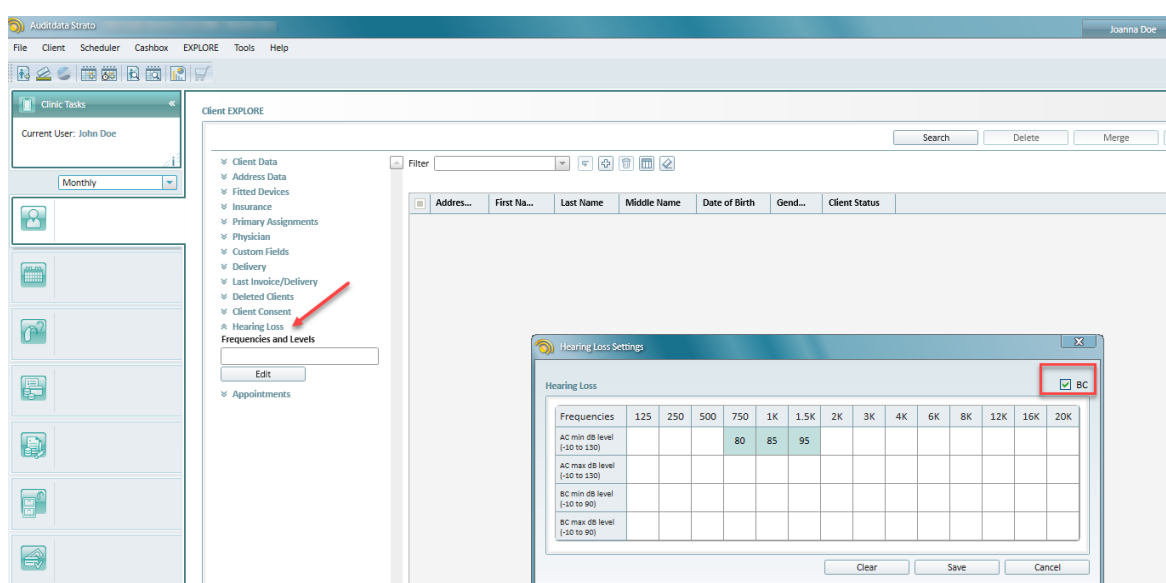 Auditdata Strato
Joanna Doe
File Client Scheduler Cashbox EXPLORE Tools Help
Clinic Tasks «
Current User: John Doe
i
Monthly
Client EXPLORE
Search Delete Merge
Client Data
Address Data
Fitted Devices
Insurance
Primary Assignments
Physician
Custom Fields
Delivery
Last Invoice/Delivery
Deleted Clients
Client Consent
Hearing Loss
Frequencies and Levels
Edit
Appointments
Filter
Addres... First Na... Last Name Middle Name Date of Birth Gend... Client Status
Hearing Loss Settings
X
Hearing Loss
BC
Frequencies 125 250 500 750 1K 1.5K 2K 3K 4K 6K 8K 12K 16K 20K
AC min dB level
(-10 to 130)
80 85 95
AC max dB level
(-10 to 130)
BC min dB level
(-10 to 90)
BC max dB level
(-10 to 90)
Clear Save Cancel